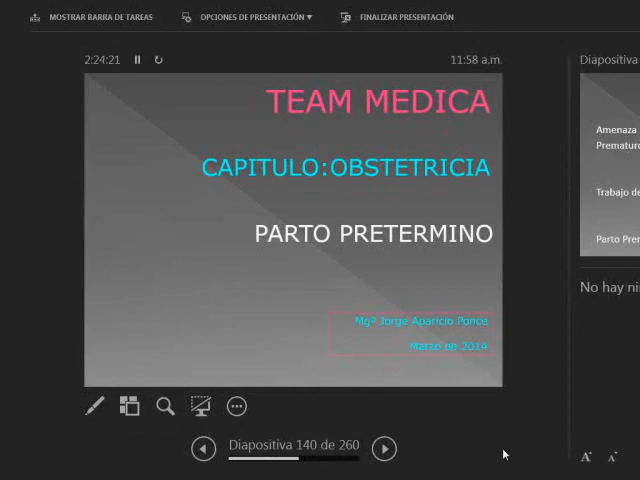 MOSTRAR BARRA DE TAREAS
OPCIONES DE PRESENTACIÓN
FINALIZAR PRESENTACIÓN
2:24:21
11:58 a.m.
Diapositiva
TEAM MEDICA
CAPITULO:OBSTETRICIA
PARTO PRETERMINO
Mgº Jorge Aparicio Ponce
Marzo de 2014
Amenaza
Prematuro
Trabajo de
Parto Prer
No hay ni
Diapositiva 140 de 260
A A